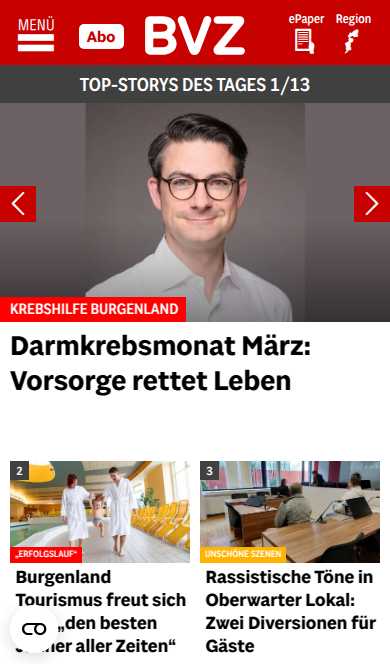 MENÜ
Abo
BVZ
ePaper
Region
TOP-STORYS DES TAGES 1/13
KREBSHILFE BURGENLAND
Darmkrebsmonat März:
Vorsorge rettet Leben
2
„ERFOLGSLAUF“
Burgenland
Tourismus freut sich
„den besten
aller Zeiten“
3
UNSCHÖNE SZENEN
Rassistische Töne in
Oberwarter Lokal:
Zwei Diversionen für
Gäste